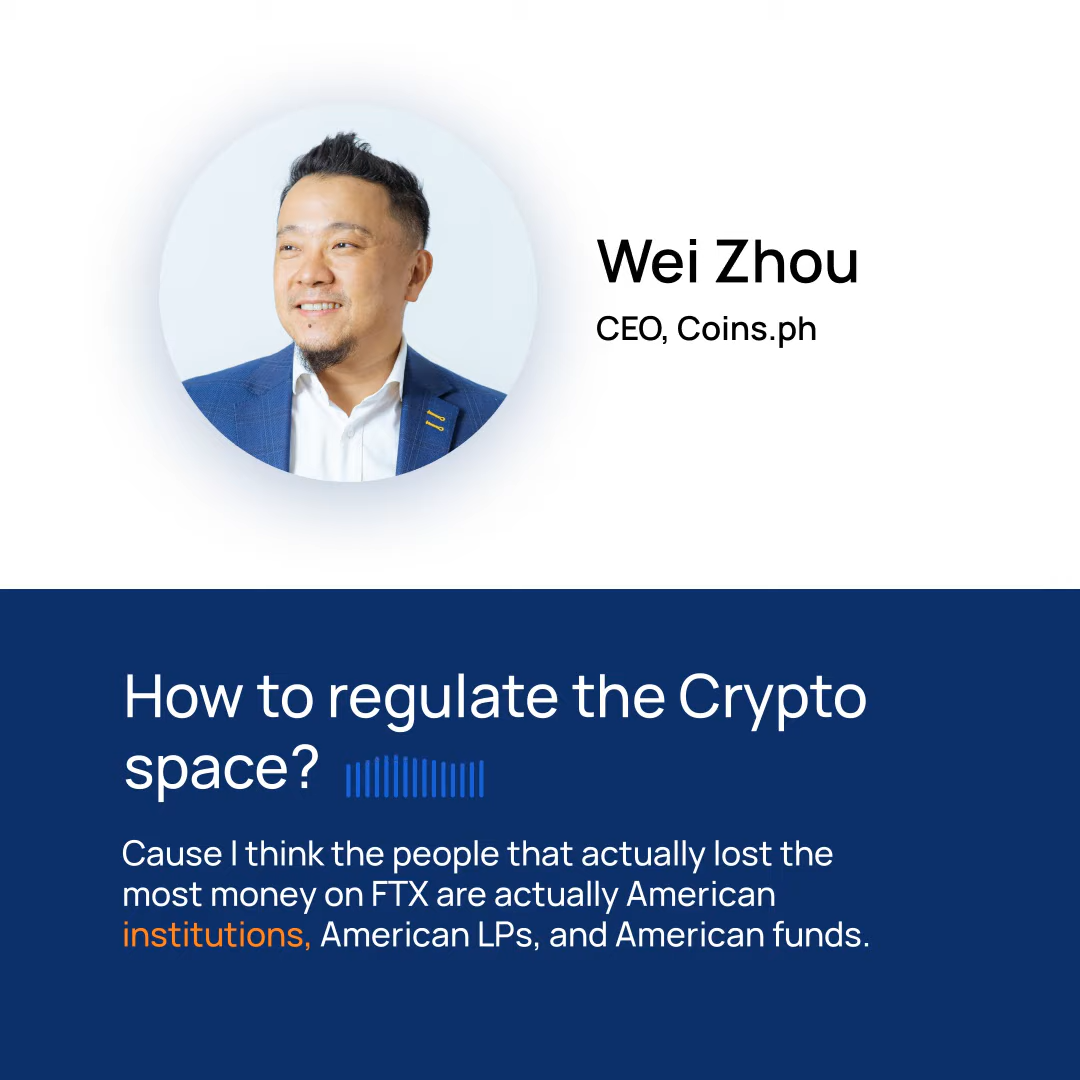 Wei Zhou
CEO, Coins.ph
How to regulate the Crypto
space?
Cause I think the people that actually lost the
most money on FTX are actually American
institutions, American LPs, and American funds.